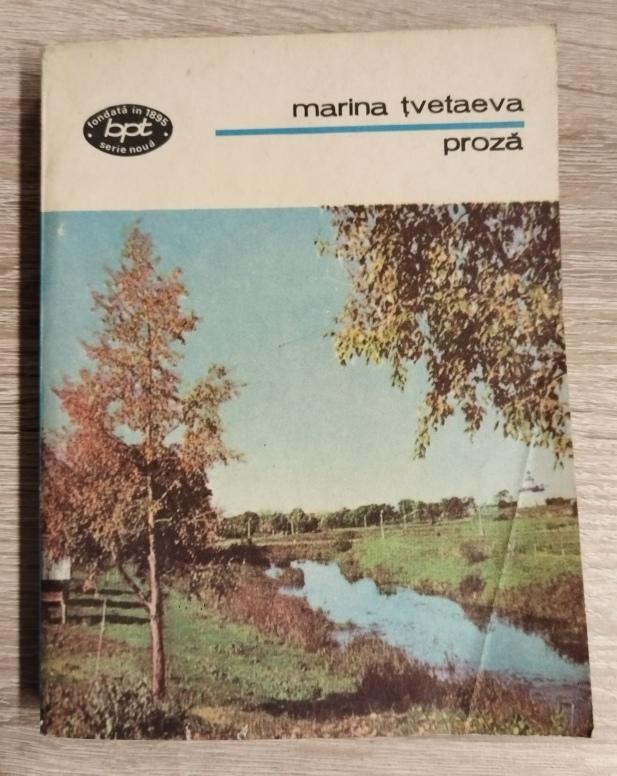 fondată în 1895
bpt
serie nouă
marina țvetaeva
proză